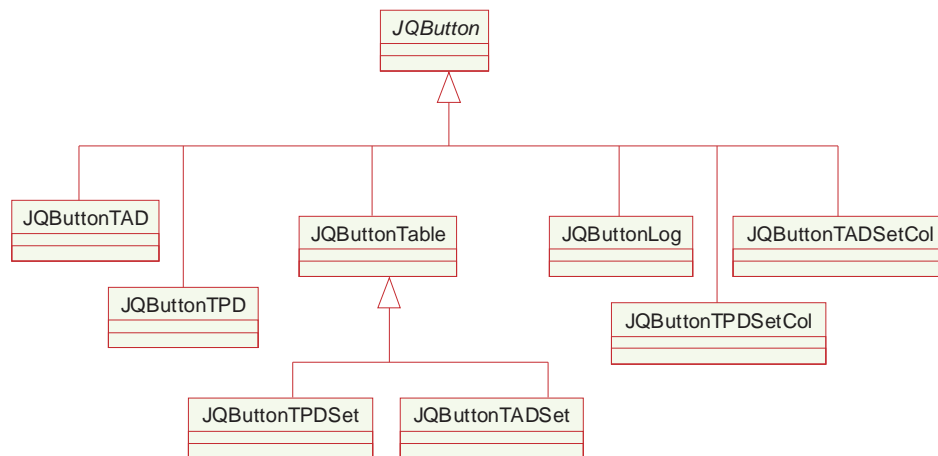 JQButton
JQButtonTAD
JQButtonTable
JQButtonLog
JQButtonTADSetCol
JQButtonTPD
JQButtonTPDSetCol
JQButtonTPDSet
JQButtonTADSet